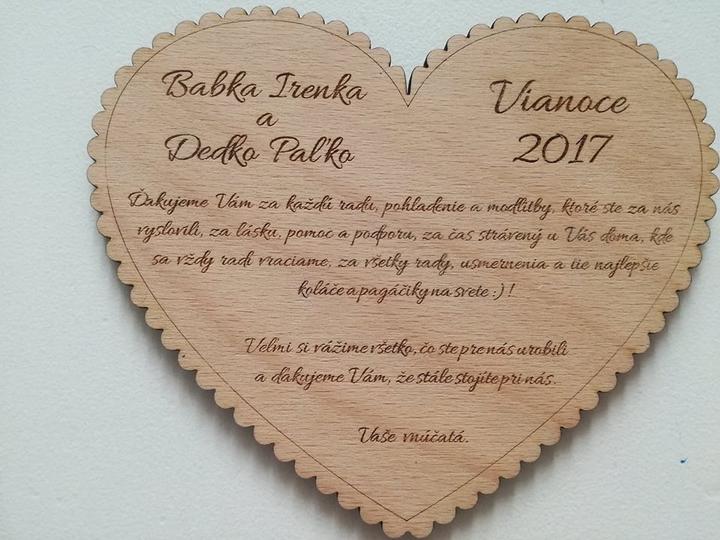 Babka Irenka
a
Dedko Paľko
Vianoce
2017
Ďakujeme Vám za každú radu, pohladenie a modlitby, ktoré ste za nás
vyslovili, za lásku, pomoc a podporu, za čas strávený u Vás doma, kde
sa vždy radi vraciame, za všetky rady, usmernenia a tie najlepšie
koláče a pagáčiky na svete :) !
Veľmi si vážime všetko, čo ste pre nás urobili
a ďakujeme Vám, že stále stojíte pri nás.
Vaše vnúčatá.